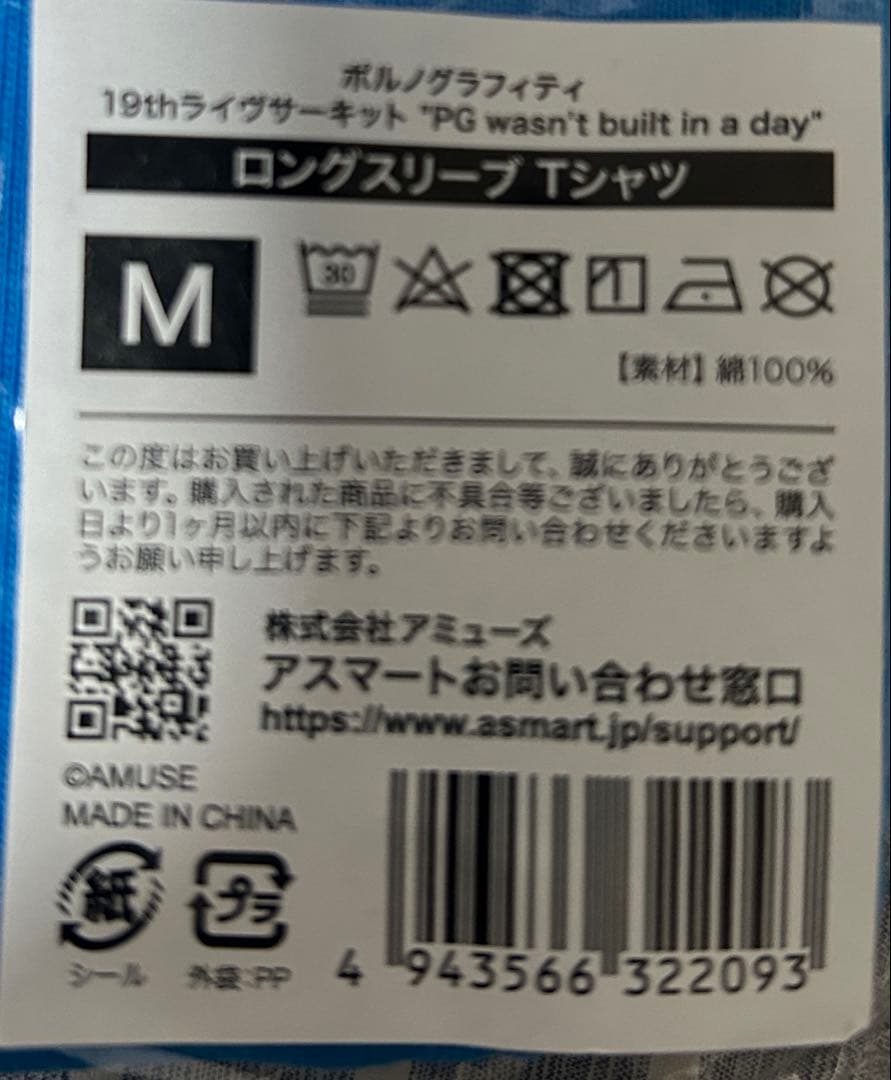 ポルノグラフィティ
19thライヴサーキット "PG wasn't built in a day"
ロングスリーブ Tシャツ
M
30
【素材】綿100%
この度はお買い上げいただきまして、誠にありがとうござ
います。購入された商品に不具合等ございましたら、購入
日より1ヶ月以内に下記よりお問い合わせくださいますよ
うお願い申し上げます。
株式会社アミューズ
アスマートお問い合わせ窓口
https://www.asmart.jp/support/
©AMUSE
MADE IN CHINA
紙
プラ
シール
外袋:PP
4 943566 322093